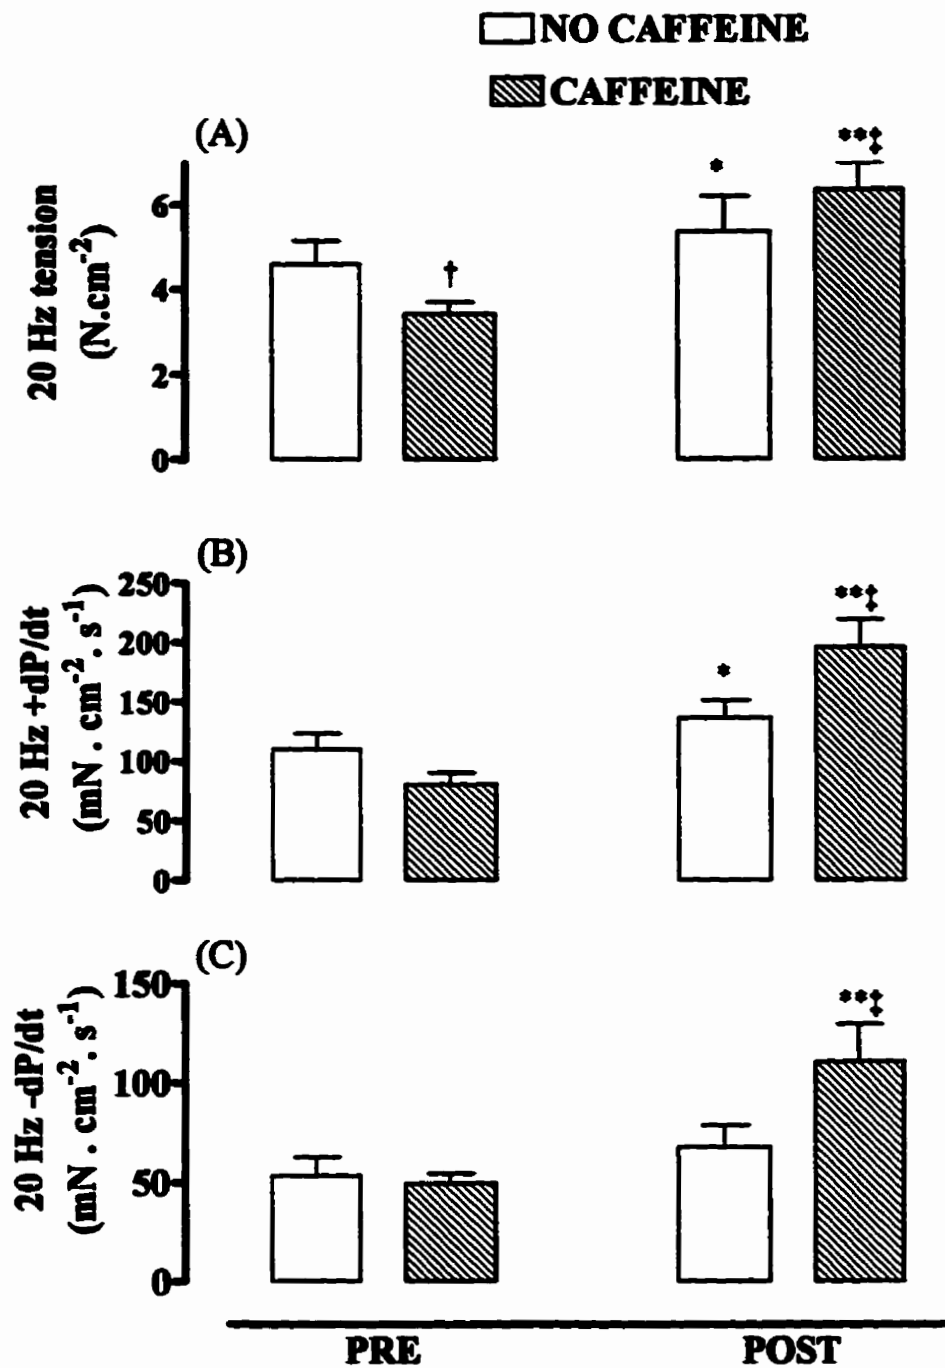 NO CAFFEINE
CAFFEINE
(A)
20 Hz tension
(N.cm-2)
6
4
2
0
†
*
**‡
(B)
20 Hz +dP/dt
(mN . cm-2 . s-1)
250
200
150
100
50
0
*
**‡
(C)
20 Hz -dP/dt
(mN . cm-2 . s-1)
150
100
50
0
**‡
PRE
POST